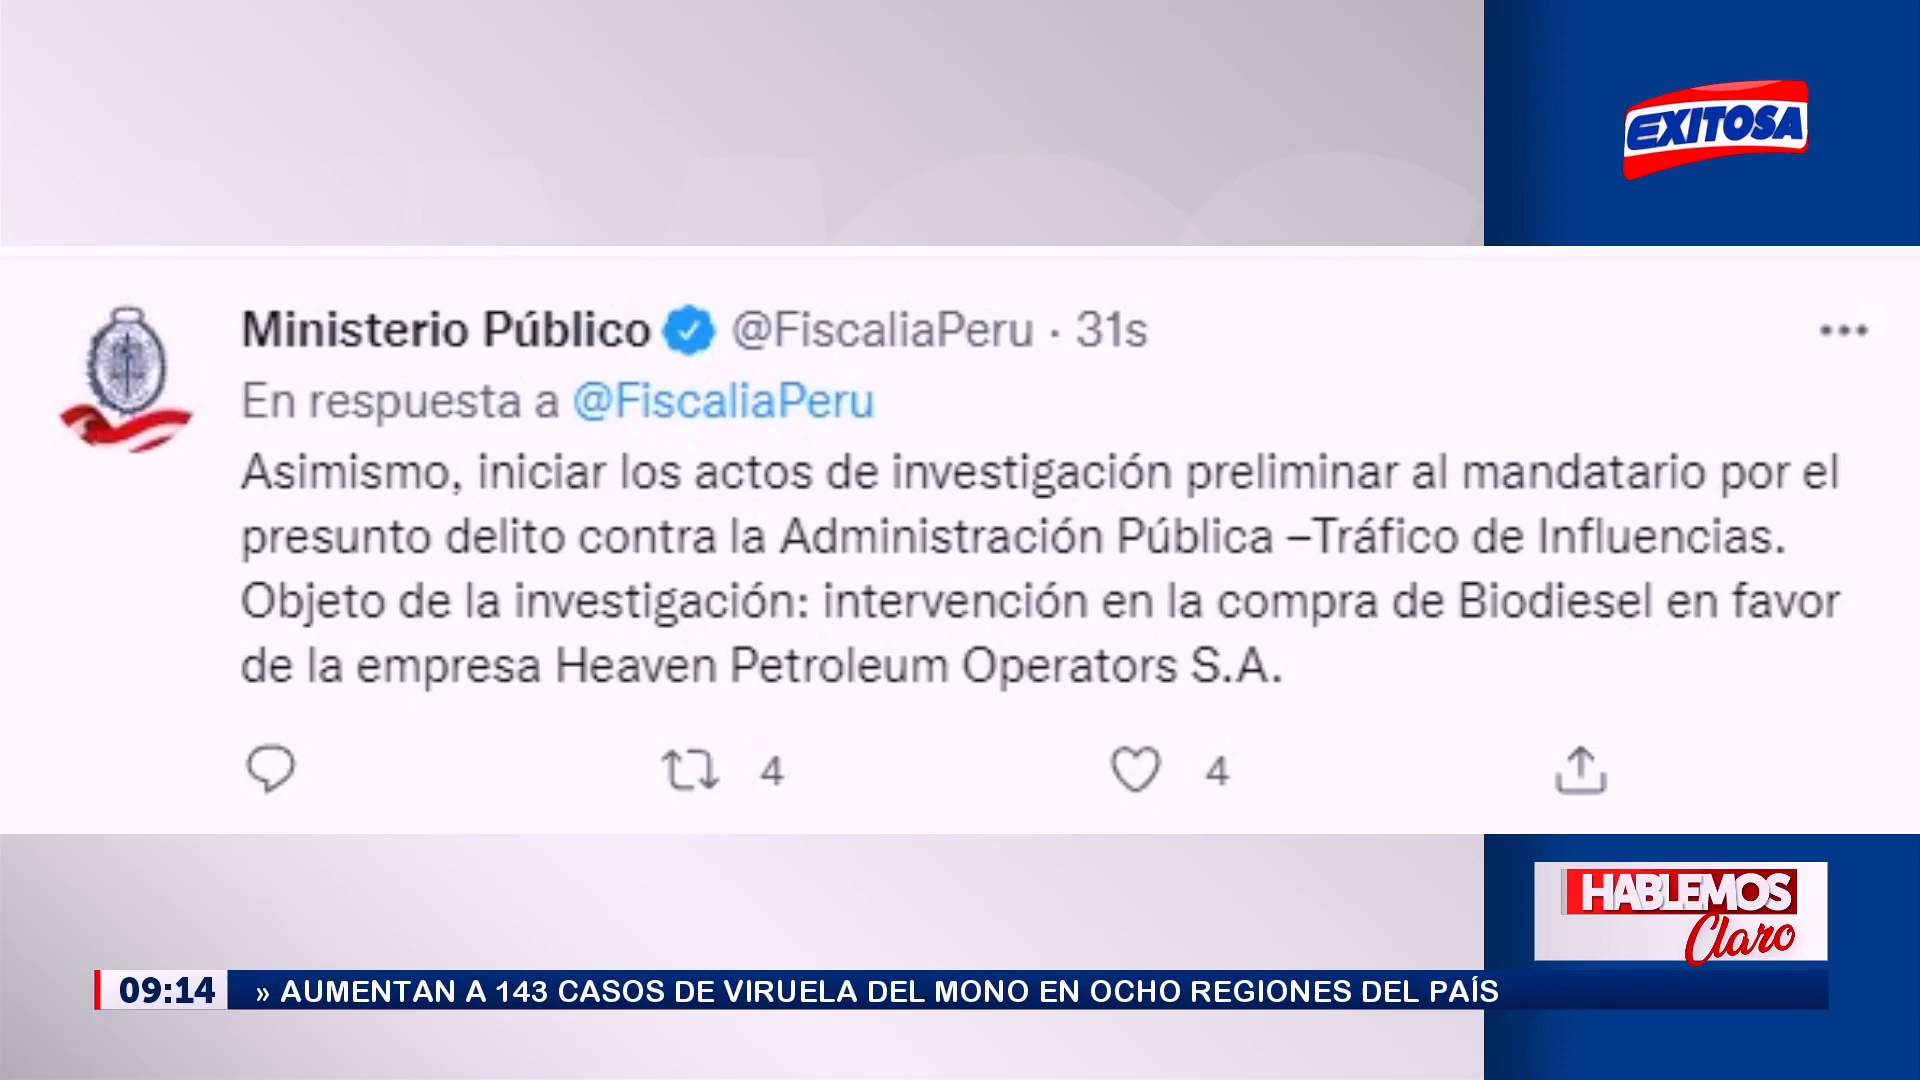 EXITOSA
Ministerio Público @FiscaliaPeru · 31s
En respuesta a @FiscaliaPeru
Asimismo, iniciar los actos de investigación preliminar al mandatario por el
presunto delito contra la Administración Pública –Tráfico de Influencias.
Objeto de la investigación: intervención en la compra de Biodiesel en favor
de la empresa Heaven Petroleum Operators S.A.
4 4
HABLEMOS
Claro
09:14 » AUMENTAN A 143 CASOS DE VIRUELA DEL MONO EN OCHO REGIONES DEL PAÍS